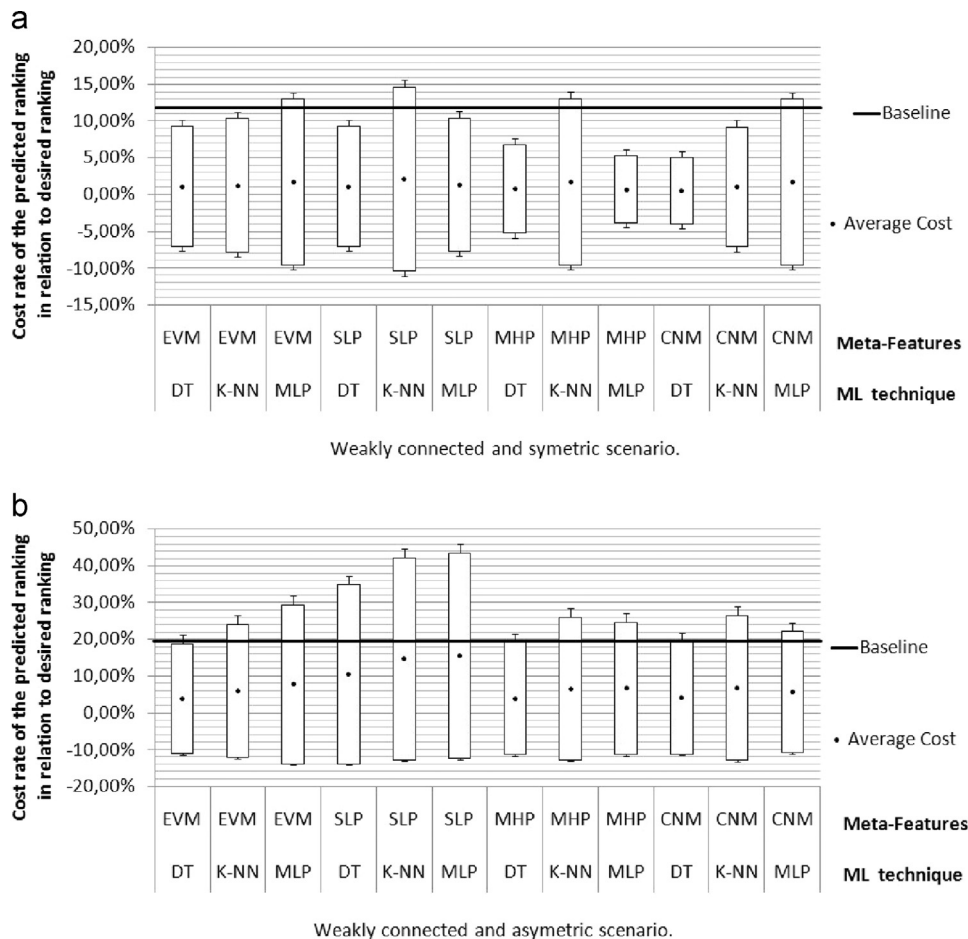 a
Cost rate of the predicted ranking
in relation to desired ranking
20,00%
15,00%
10,00%
5,00%
0,00%
-5,00%
-10,00%
-15,00%
Baseline
Average Cost
EVM EVM EVM SLP SLP SLP MHP MHP MHP CNM CNM CNM Meta-Features
DT K-NN MLP DT K-NN MLP DT K-NN MLP DT K-NN MLP ML technique
Weakly connected and symetric scenario.
b
Cost rate of the predicted ranking
in relation to desired ranking
50,00%
40,00%
30,00%
20,00%
10,00%
0,00%
-10,00%
-20,00%
Baseline
Average Cost
EVM EVM EVM SLP SLP SLP MHP MHP MHP CNM CNM CNM Meta-Features
DT K-NN MLP DT K-NN MLP DT K-NN MLP DT K-NN MLP ML technique
Weakly connected and asymetric scenario.